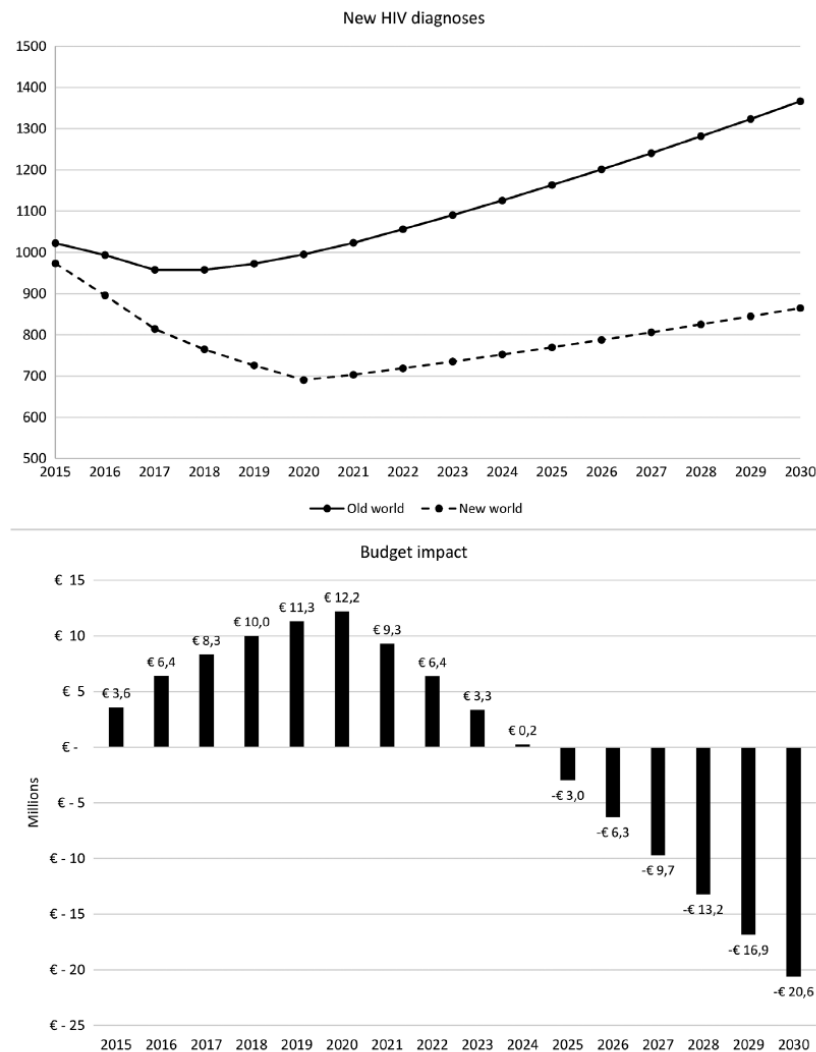 New HIV diagnoses
1500
1400
1300
1200
1100
1000
900
800
700
600
500
2015 2016 2017 2018 2019 2020 2021 2022 2023 2024 2025 2026 2027 2028 2029 2030
Old world New world
Budget impact
€ 15
€ 10
€ 5
€ -
€ - 5
€ - 10
€ - 15
€ - 20
€ - 25
Millions
€ 3,6
€ 6,4
€ 8,3
€ 10,0
€ 11,3
€ 12,2
€ 9,3
€ 6,4
€ 3,3
€ 0,2
-€ 3,0
-€ 6,3
-€ 9,7
-€ 13,2
-€ 16,9
-€ 20,6
2015 2016 2017 2018 2019 2020 2021 2022 2023 2024 2025 2026 2027 2028 2029 2030